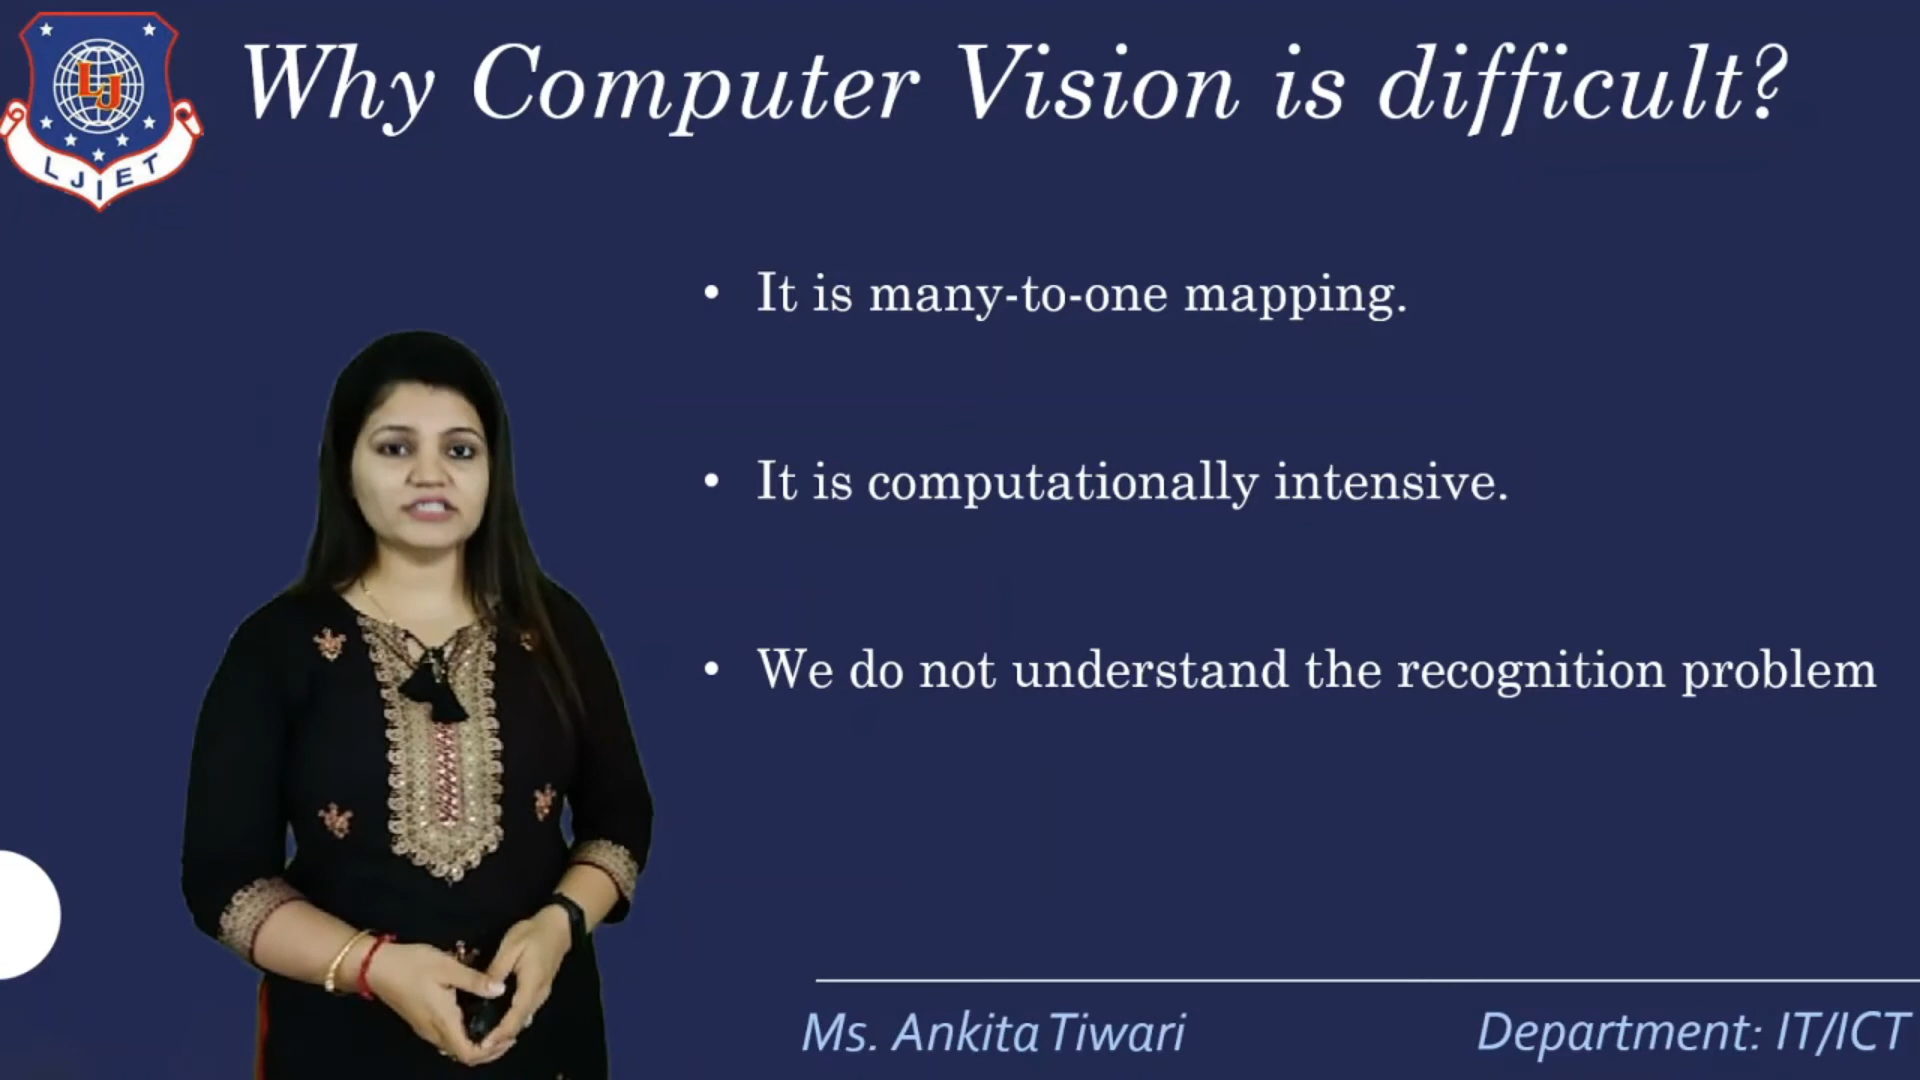 LJ
LJIET
Why Computer Vision is difficult?
• It is many-to-one mapping.
• It is computationally intensive.
• We do not understand the recognition problem
Ms. Ankita Tiwari
Department: IT/ICT